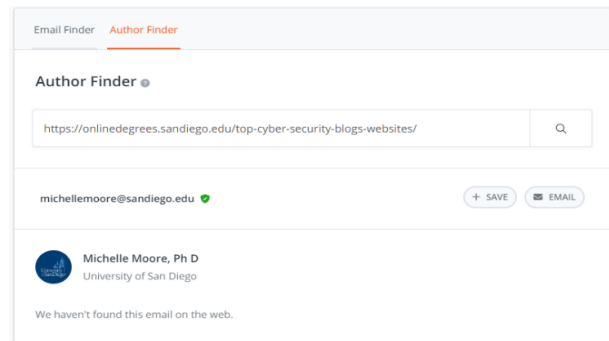 Email Finder Author Finder
Author Finder
https://onlinedegrees.sandiego.edu/top-cyber-security-blogs-websites/
michellemoore@sandiego.edu + SAVE EMAIL
Michelle Moore, Ph D
University of San Diego
We haven't found this email on the web.